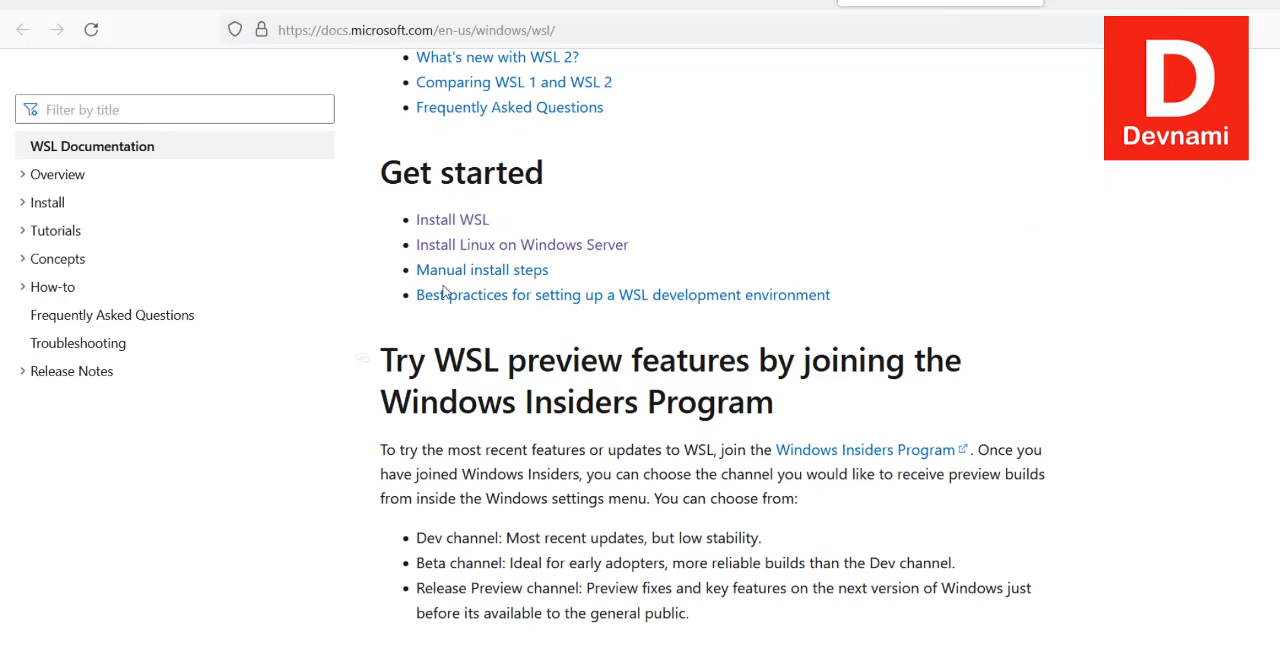 https://docs.microsoft.com/en-us/windows/wsl/
D
Devnami
Filter by title
WSL Documentation
Overview
Install
Tutorials
Concepts
How-to
Frequently Asked Questions
Troubleshooting
Release Notes
What's new with WSL 2?
Comparing WSL 1 and WSL 2
Frequently Asked Questions
Get started
Install WSL
Install Linux on Windows Server
Manual install steps
Best practices for setting up a WSL development environment
Try WSL preview features by joining the
Windows Insiders Program
To try the most recent features or updates to WSL, join the Windows Insiders Program. Once you
have joined Windows Insiders, you can choose the channel you would like to receive preview builds
from inside the Windows settings menu. You can choose from:
Dev channel: Most recent updates, but low stability.
Beta channel: Ideal for early adopters, more reliable builds than the Dev channel.
Release Preview channel: Preview fixes and key features on the next version of Windows just
before its available to the general public.